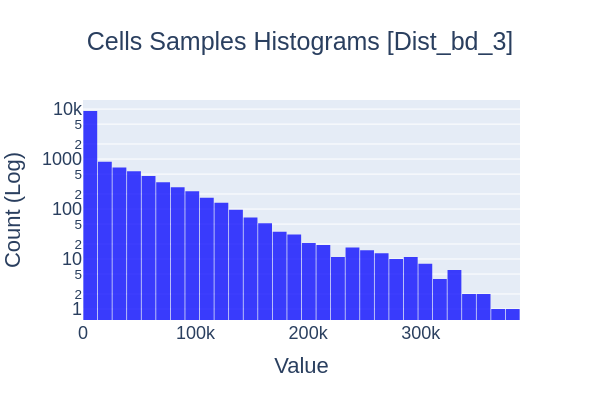 Cells Samples Histograms [Dist_bd_3]
Count (Log)
10k
5
2
1000
5
2
100
5
2
10
5
2
1
0
100k
200k
300k
Value